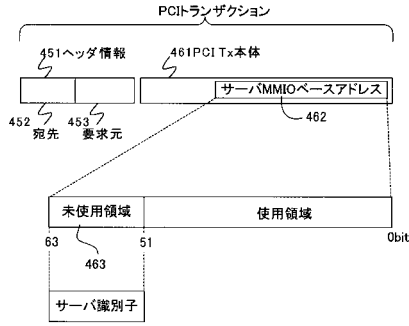 PCIトランザクション
451ヘッダ情報
461PCI Tx本体
サーバMMIOベースアドレス
452
宛先
453
要求元
462
未使用領域
使用領域
63
51
0bit
463
サーバ識別子